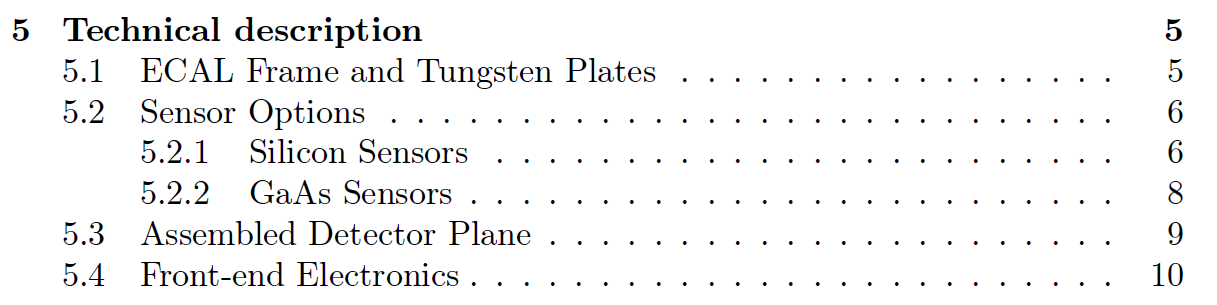 5 Technical description 5
5.1 ECAL Frame and Tungsten Plates . . . . . . . . . . . . . . . . . 5
5.2 Sensor Options . . . . . . . . . . . . . . . . . . . . . . . . . . . . 6
5.2.1 Silicon Sensors . . . . . . . . . . . . . . . . . . . . . . . . 6
5.2.2 GaAs Sensors . . . . . . . . . . . . . . . . . . . . . . . . . 8
5.3 Assembled Detector Plane . . . . . . . . . . . . . . . . . . . . . . 9
5.4 Front-end Electronics . . . . . . . . . . . . . . . . . . . . . . . . . 10